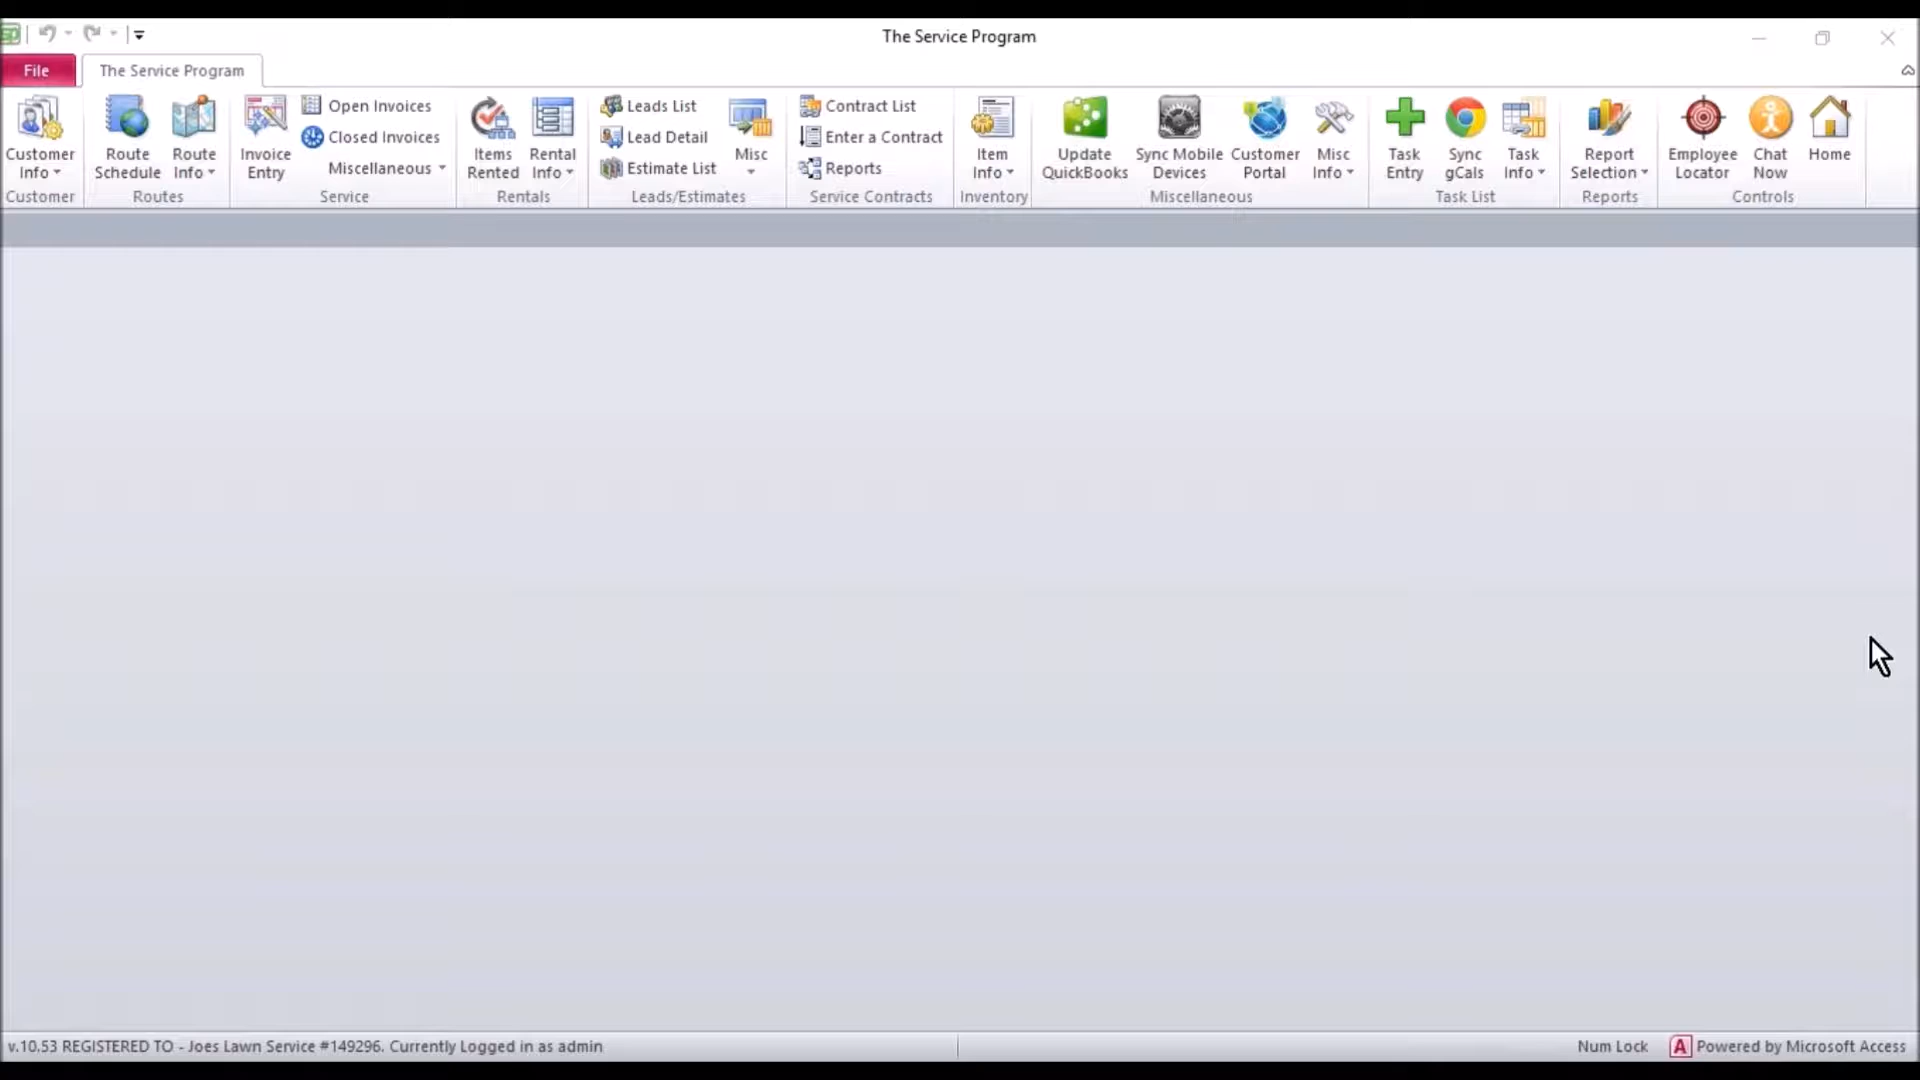 The Service Program
File
The Service Program
Customer Info
Customer
Route Schedule
Route Info
Routes
Invoice Entry
Open Invoices
Closed Invoices
Miscellaneous
Service
Items Rented
Rental Info
Rentals
Leads List
Lead Detail
Estimate List
Misc
Leads/Estimates
Contract List
Enter a Contract
Reports
Service Contracts
Item Info
Inventory
Update QuickBooks
Sync Mobile Devices
Customer Portal
Misc Info
Miscellaneous
Task Entry
Sync gCals
Task Info
Task List
Report Selection
Reports
Employee Locator
Chat Now
Home
Controls
v.10.53 REGISTERED TO - Joes Lawn Service #149296. Currently Logged in as admin
Num Lock
A Powered by Microsoft Access